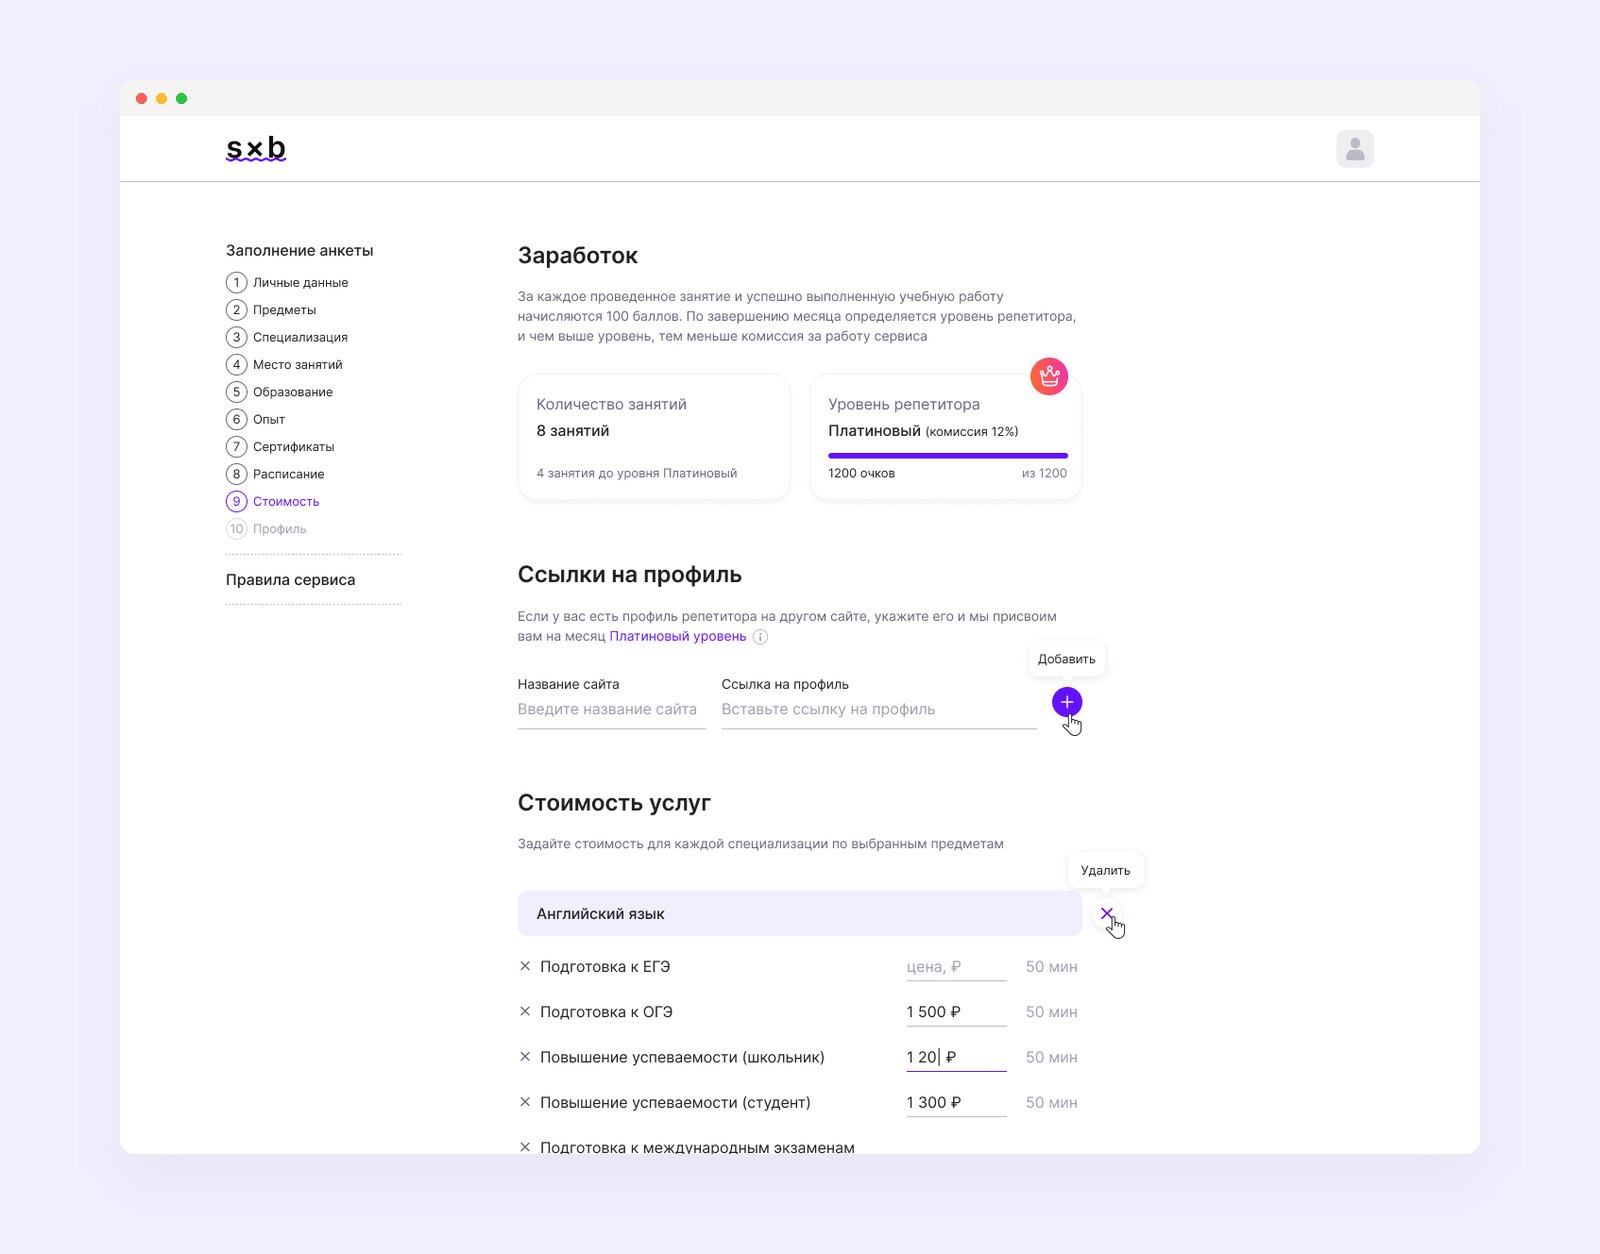 s×b
Заполнение анкеты
1 Личные данные
2 Предметы
3 Специализация
4 Место занятий
5 Образование
6 Опыт
7 Сертификаты
8 Расписание
9 Стоимость
10 Профиль
Правила сервиса
Заработок
За каждое проведенное занятие и успешно выполненную учебную работу
начисляются 100 баллов. По завершению месяца определяется уровень репетитора,
и чем выше уровень, тем меньше комиссия за работу сервиса
Количество занятий
8 занятий
4 занятия до уровня Платиновый
Уровень репетитора
Платиновый (комиссия 12%)
1200 очков из 1200
Ссылки на профиль
Если у вас есть профиль репетитора на другом сайте, укажите его и мы присвоим
вам на месяц Платиновый уровень
Добавить
Название сайта
Введите название сайта
Ссылка на профиль
Вставьте ссылку на профиль
Стоимость услуг
Задайте стоимость для каждой специализации по выбранным предметам
Удалить
Английский язык
Подготовка к ЕГЭ цена, ₽ 50 мин
Подготовка к ОГЭ 1 500 ₽ 50 мин
Повышение успеваемости (школьник) 1 20| ₽ 50 мин
Повышение успеваемости (студент) 1 300 ₽ 50 мин
Подготовка к международным экзаменам